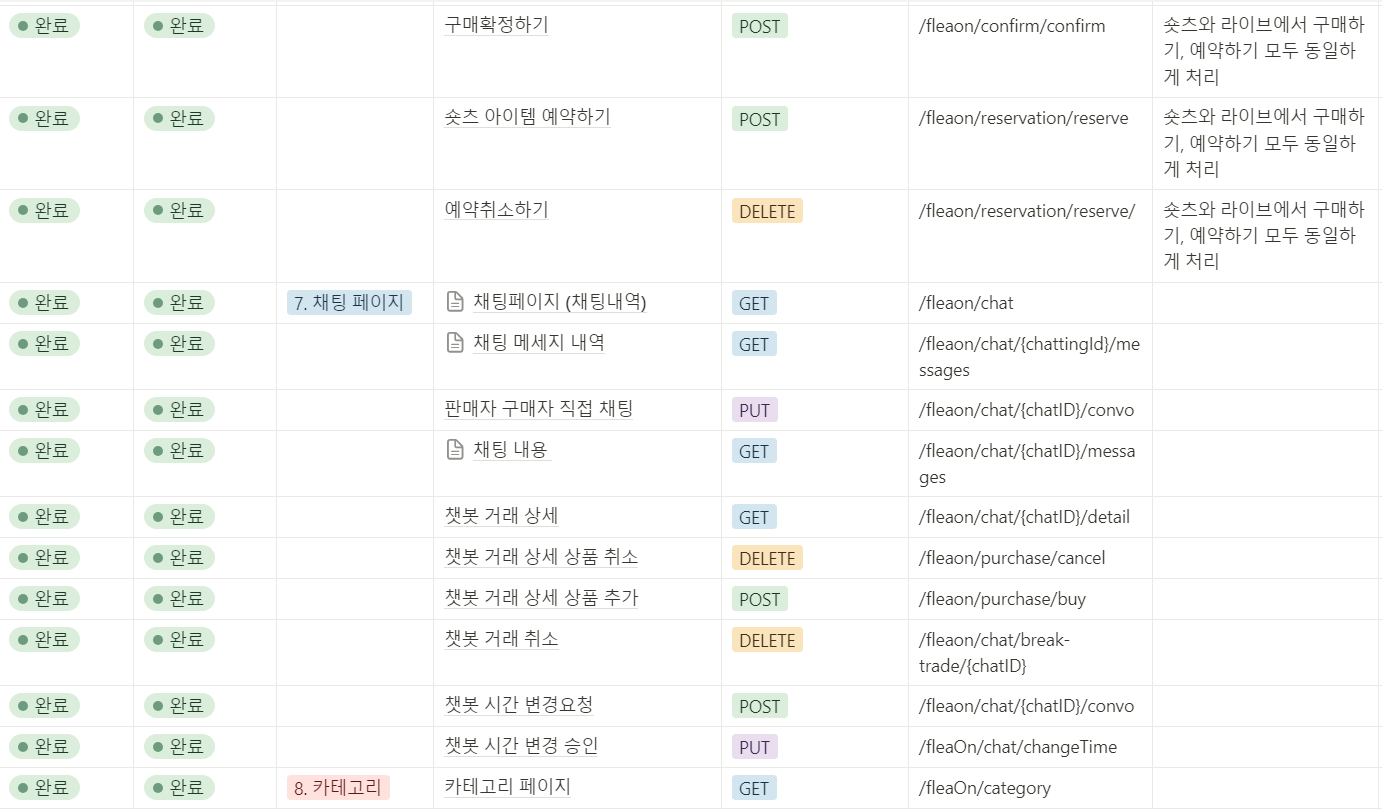 완료 완료 구매확정하기 POST /fleaon/confirm/confirm 숏츠와 라이브에서 구매하
기, 예약하기 모두 동일하
게 처리
완료 완료 숏츠 아이템 예약하기 POST /fleaon/reservation/reserve 숏츠와 라이브에서 구매하
기, 예약하기 모두 동일하
게 처리
완료 완료 예약취소하기 DELETE /fleaon/reservation/reserve/ 숏츠와 라이브에서 구매하
기, 예약하기 모두 동일하
게 처리
완료 완료 7. 채팅 페이지 채팅페이지 (채팅내역) GET /fleaon/chat
완료 완료 채팅 메세지 내역 GET /fleaon/chat/{chattingId}/me
ssages
완료 완료 판매자 구매자 직접 채팅 PUT /fleaon/chat/{chatID}/convo
완료 완료 채팅 내용 GET /fleaon/chat/{chatID}/messa
ges
완료 완료 챗봇 거래 상세 GET /fleaon/chat/{chatID}/detail
완료 완료 챗봇 거래 상세 상품 취소 DELETE /fleaon/purchase/cancel
완료 완료 챗봇 거래 상세 상품 추가 POST /fleaon/purchase/buy
완료 완료 챗봇 거래 취소 DELETE /fleaon/chat/break-
trade/{chatID}
완료 완료 챗봇 시간 변경요청 POST /fleaon/chat/{chatID}/convo
완료 완료 챗봇 시간 변경 승인 PUT /fleaOn/chat/changeTime
완료 완료 8. 카테고리 카테고리 페이지 GET /fleaOn/category